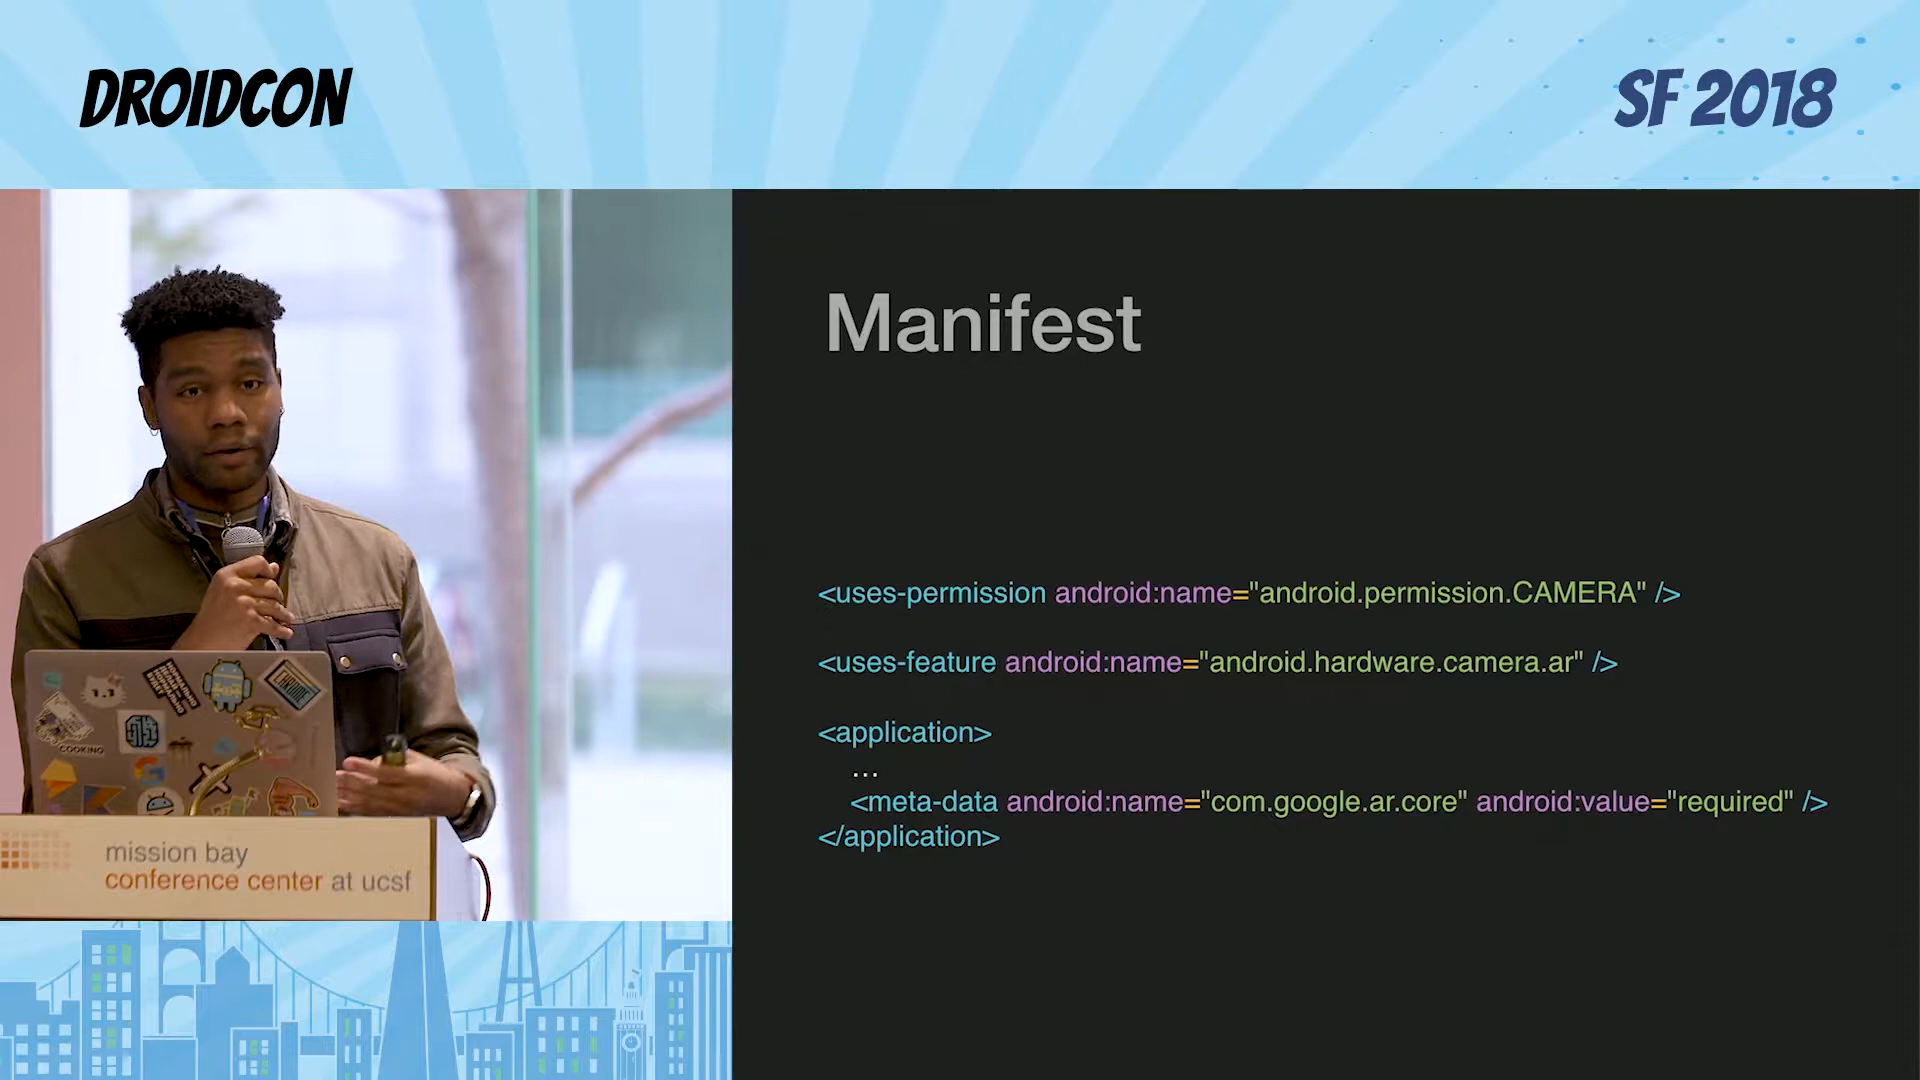 DROIDCON
SF 2018
Manifest
<uses-permission android:name="android.permission.CAMERA" />
<uses-feature android:name="android.hardware.camera.ar" />
<application>
...
<meta-data android:name="com.google.ar.core" android:value="required" />
</application>
COOKING
mission bay
conference center at ucsf